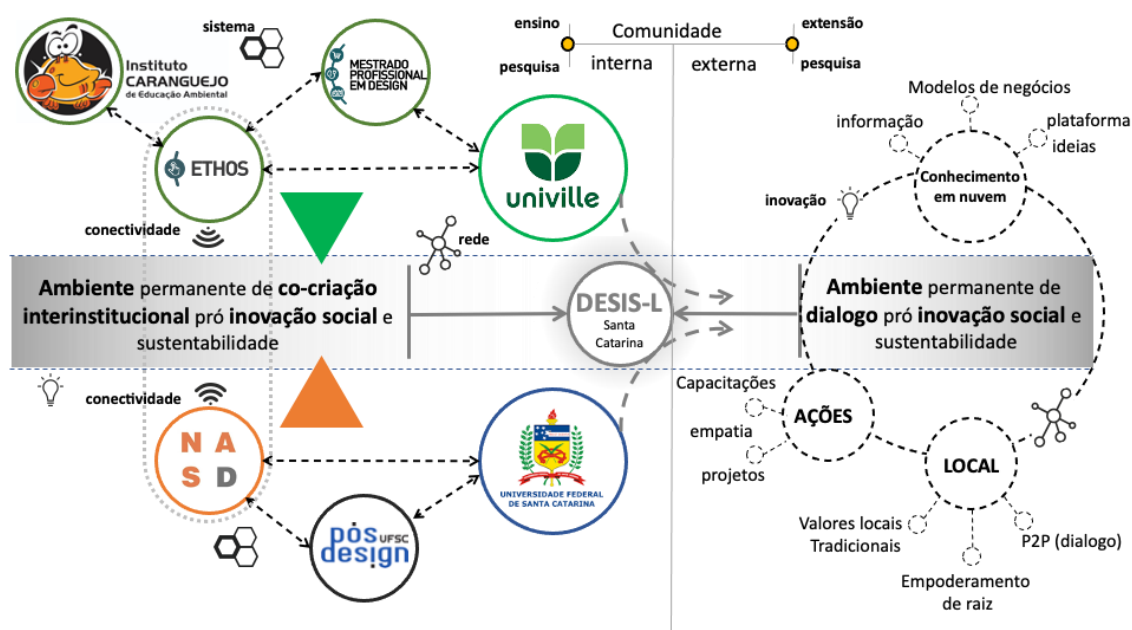 sistema
Instituto
CARANGUEJO
de Educação Ambiental
MESTRADO
PROFISSIONAL
EM DESIGN
ETHOS
univille
conectividade
rede
ensino
pesquisa
Comunidade
interna
externa
extensão
pesquisa
Modelos de negócios
informação
plataforma
ideias
Conhecimento
em nuvem
inovação
Ambiente permanente de co-criação
interinstitucional pró inovação social e
sustentabilidade
DESIS-L
Santa
Catarina
Ambiente permanente de
dialogo pró inovação social e
sustentabilidade
conectividade
N A
S D
pós UFSC
design
UNIVERSIDADE FEDERAL
DE SANTA CATARINA
Capacitações
empatia
projetos
AÇÕES
LOCAL
Valores locais
Tradicionais
P2P (dialogo)
Empoderamento
de raiz